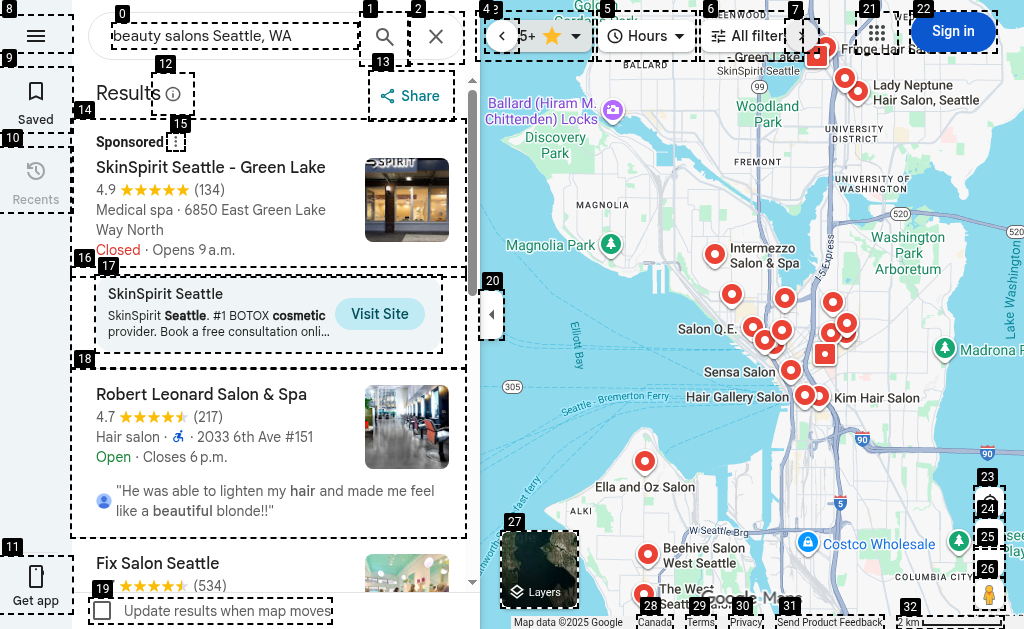 beauty salons Seattle, WA
Results
Share
Saved
Recents
Get app
Sponsored
SkinSpirit Seattle - Green Lake
4.9 (134)
Medical spa · 6850 East Green Lake
Way North
Closed · Opens 9 a.m.
SkinSpirit Seattle
SkinSpirit Seattle. #1 BOTOX cosmetic
provider. Book a free consultation onli...
Visit Site
Robert Leonard Salon & Spa
4.7 (217)
Hair salon · 2033 6th Ave #151
Open · Closes 6 p.m.
"He was able to lighten my hair and made me feel
like a beautiful blonde!!"
Fix Salon Seattle
(534)
Update results when map moves
0
1
2
8
9
10
11
12
13
14
15
16
17
18
19
20
21
22
23
24
25
26
27
28
29
30
31
32
4
5
6
7
5+
Hours
All filter
Sign in
BALLARD
Green Lake
SkinSpirit Seattle
99
Lady Neptune
Hair Salon, Seattle
Ballard (Hiram M.
Chittenden) Locks
Discovery
Park
Woodland
Park
UNIVERSITY
DISTRICT
FREMONT
UNIVERSITY OF
WASHINGTON
MAGNOLIA
520
520
Magnolia Park
Intermezzo
Salon & Spa
Washington
Park
Arboretum
I-5 Express
Lake Washington
Elliott Bay
Salon Q.E.
Madrona P
Sensa Salon
305
Seattle - Bremerton Ferry
Hair Gallery Salon
Kim Hair Salon
90
90
Ella and Oz Salon
5
ALKI
W Seattle Brg
Beehive Salon
West Seattle
Costco Wholesale
COLUMBIA CITY
The West
Layers
Google Maps
Map data ©2025 Google
Canada
Terms
Privacy
Send Product Feedback
2 km